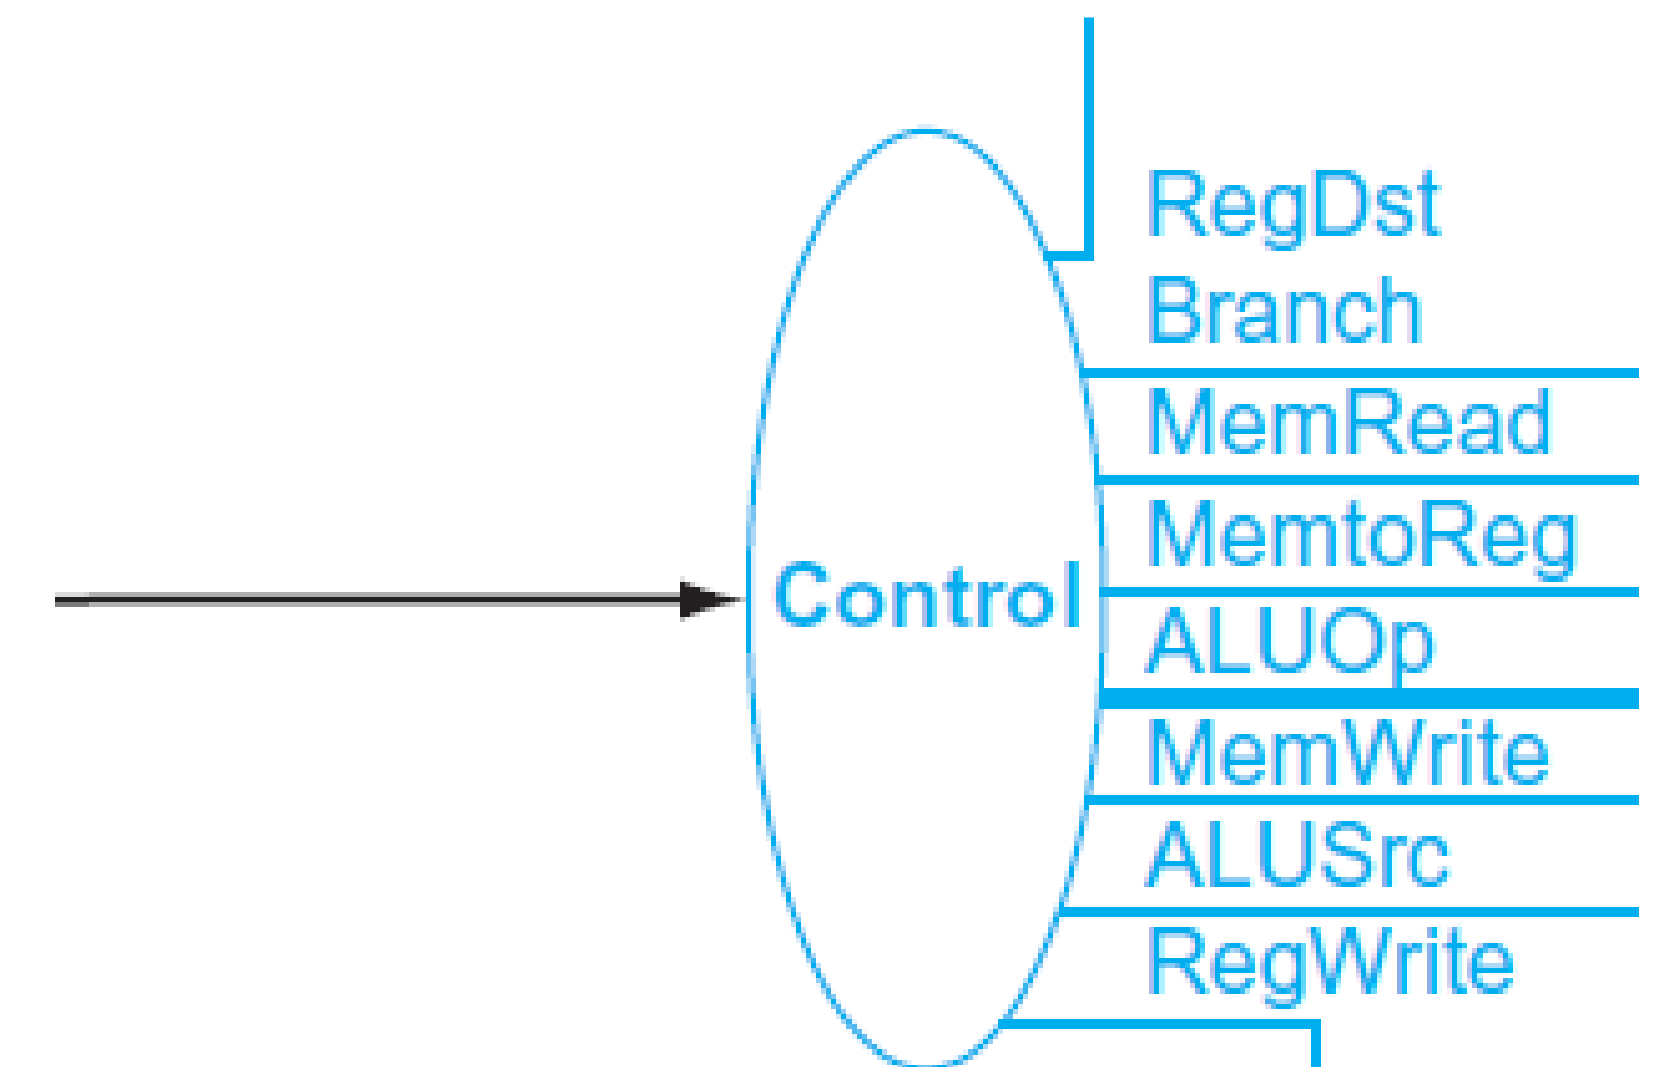 RegDst
Branch
MemRead
MemtoReg
Control
ALUOp
MemWrite
ALUSrc
RegWrite